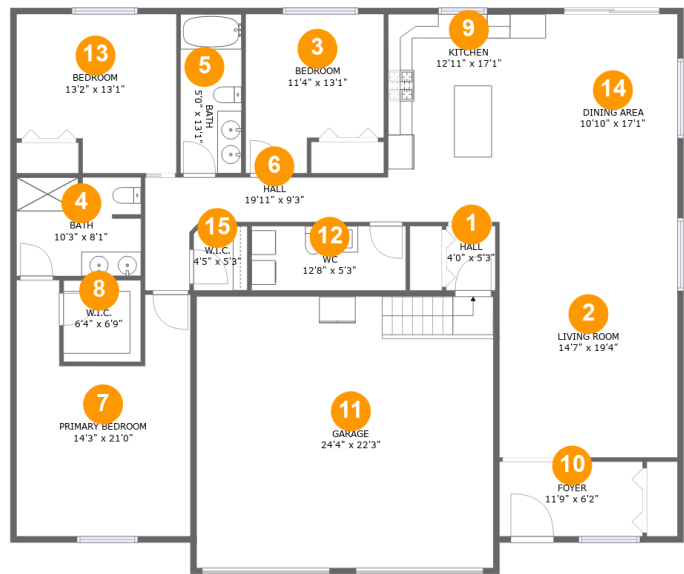 13
BEDROOM
13'2" x 13'1"
5
BATH
5'0" x 13'1"
3
BEDROOM
11'4" x 13'1"
9
KITCHEN
12'11" x 17'1"
14
DINING AREA
10'10" x 17'1"
6
HALL
19'11" x 9'3"
4
BATH
10'3" x 8'1"
15
W.I.C.
4'5" x 5'3"
12
WC
12'8" x 5'3"
1
HALL
4'0" x 5'3"
8
W.I.C.
6'4" x 6'9"
2
LIVING ROOM
14'7" x 19'4"
7
PRIMARY BEDROOM
14'3" x 21'0"
11
GARAGE
24'4" x 22'3"
10
FOYER
11'9" x 6'2"